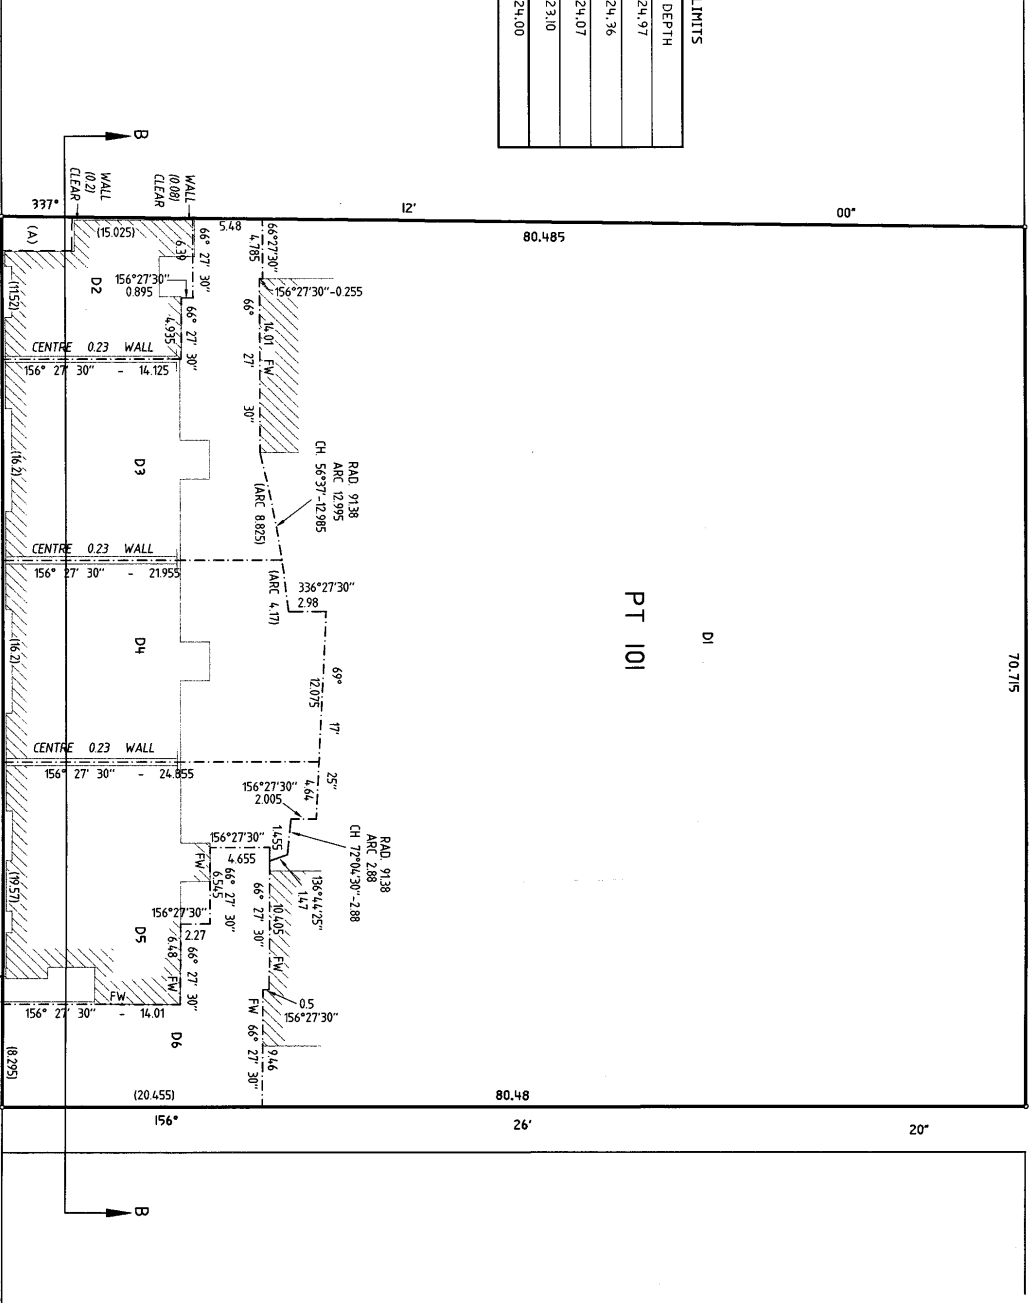 LIMITS
DEPTH
24.97
24.36
24.07
23.10
24.00
B
WALL
(0.08)
CLEAR
WALL
(0.2)
CLEAR
337°
12'
00"
80.485
(A)
(15.025)
5.48
66°27'30"
4.785
6.39
66° 27' 30"
156°27'30"-0.255
D2
156°27'30"
0.895
4.935
66° 27' 30"
66° 27' 30"
14.01 FW
(11.52)
CENTRE 0.23 WALL
156° 27' 30" - 14.125
RAD. 91.38
ARC 12.995
CH. 56°37'-12.985
(ARC 8.825)
D3
(16.2)
CENTRE 0.23 WALL
156° 27' 30" - 21.955
(ARC 4.17)
336°27'30"
2.98
PT 101
D1
70.715
D4
(16.2)
69° 17' 25"
12.075
CENTRE 0.23 WALL
156° 27' 30" - 24.855
4.64
156°27'30"
2.005
RAD. 91.38
ARC 2.88
CH 72°04'30"-2.88
1.455
156°27'30"
4.655
136°44'25"
1.47
FW
6.545
66° 27' 30"
66° 27' 30"
10.405 FW
(19.57)
156°27'30"
2.27
D5
6.48 FW
66° 27' 30"
FW
0.5
156°27'30"
156° 27' 30" - 14.01
D6
FW 66° 27' 30"
9.46
(8.295)
(20.455)
80.48
156°
26'
20"
B